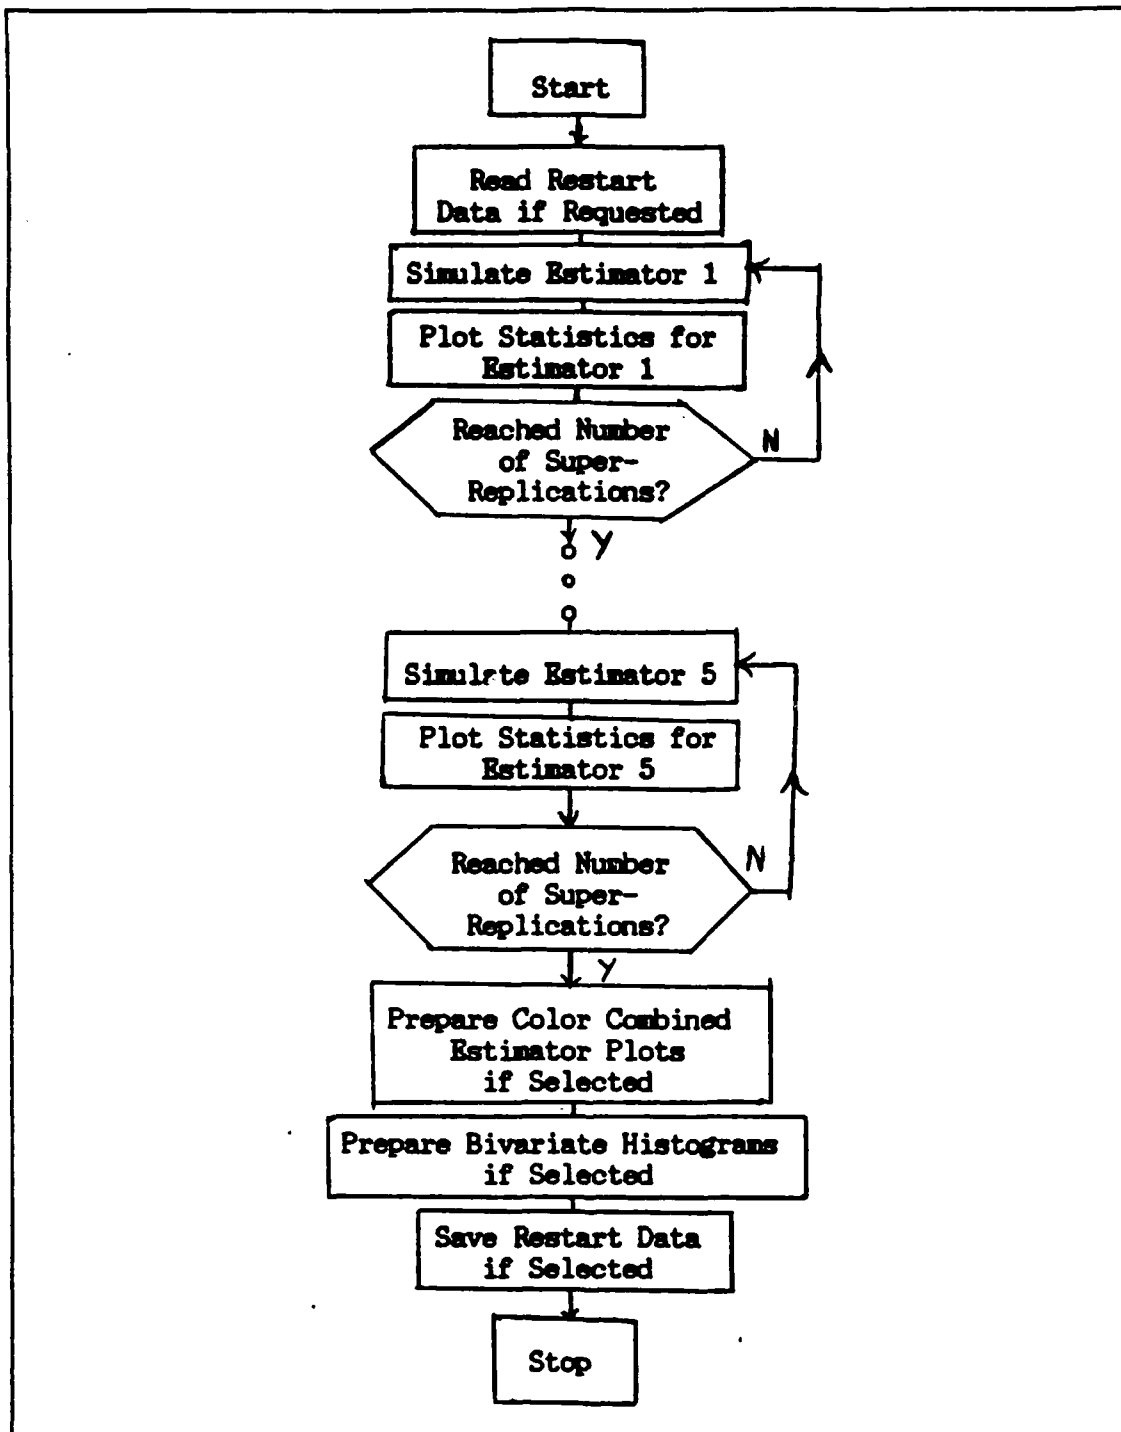 Start
Read Restart
Data if Requested
Simulate Estimator 1
Plot Statistics for
Estimator 1
Reached Number
of Super-
Replications?
N
Y
Simulate Estimator 5
Plot Statistics for
Estimator 5
Reached Number
of Super-
Replications?
N
Y
Prepare Color Combined
Estimator Plots
if Selected
Prepare Bivariate Histograms
if Selected
Save Restart Data
if Selected
Stop